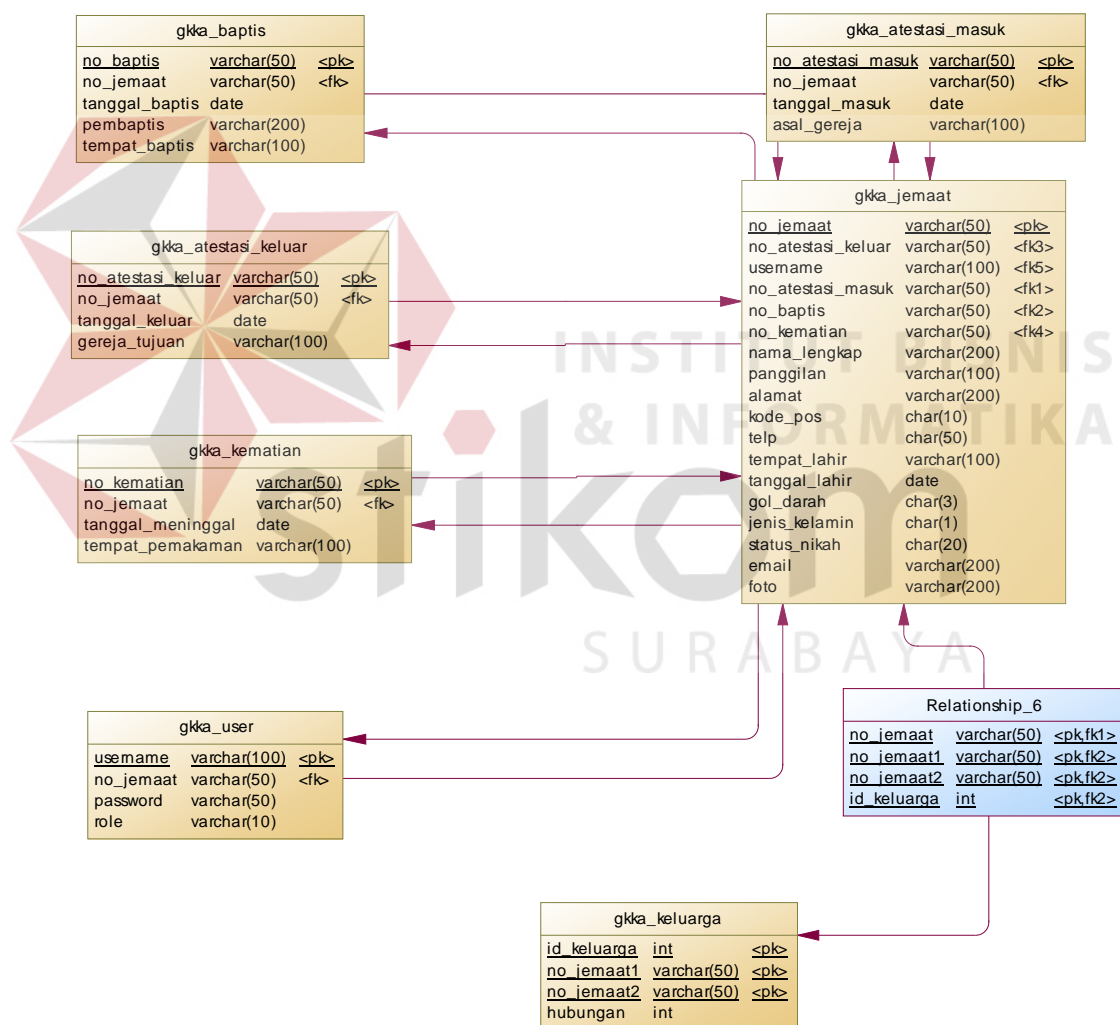 gkka_baptis
no_baptis varchar(50) <pk>
no_jemaat varchar(50) <fk>
tanggal_baptis date
pembaptis varchar(200)
tempat_baptis varchar(100)
gkka_atestasi_masuk
no_atestasi_masuk varchar(50) <pk>
no_jemaat varchar(50) <fk>
tanggal_masuk date
asal_gereja varchar(100)
gkka_jemaat
no_jemaat varchar(50) <pk>
no_atestasi_keluar varchar(50) <fk3>
username varchar(100) <fk5>
no_atestasi_masuk varchar(50) <fk1>
no_baptis varchar(50) <fk2>
no_kematian varchar(50) <fk4>
nama_lengkap varchar(200)
panggilan varchar(100)
alamat varchar(200)
kode_pos char(10)
telp char(50)
tempat_lahir varchar(100)
tanggal_lahir date
gol_darah char(3)
jenis_kelamin char(1)
status_nikah char(20)
email varchar(200)
foto varchar(200)
gkka_atestasi_keluar
no_atestasi_keluar varchar(50) <pk>
no_jemaat varchar(50) <fk>
tanggal_keluar date
gereja_tujuan varchar(100)
gkka_kematian
no_kematian varchar(50) <pk>
no_jemaat varchar(50) <fk>
tanggal_meninggal date
tempat_pemakaman varchar(100)
INSTITUT BISNIS
& INFORMATIKA
stikom
SURABAYA
gkka_user
username varchar(100) <pk>
no_jemaat varchar(50) <fk>
password varchar(50)
role varchar(10)
Relationship_6
no_jemaat varchar(50) <pk,fk1>
no_jemaat1 varchar(50) <pk,fk2>
no_jemaat2 varchar(50) <pk,fk2>
id_keluarga int <pk,fk2>
gkka_keluarga
id_keluarga int <pk>
no_jemaat1 varchar(50) <pk>
no_jemaat2 varchar(50) <pk>
hubungan int